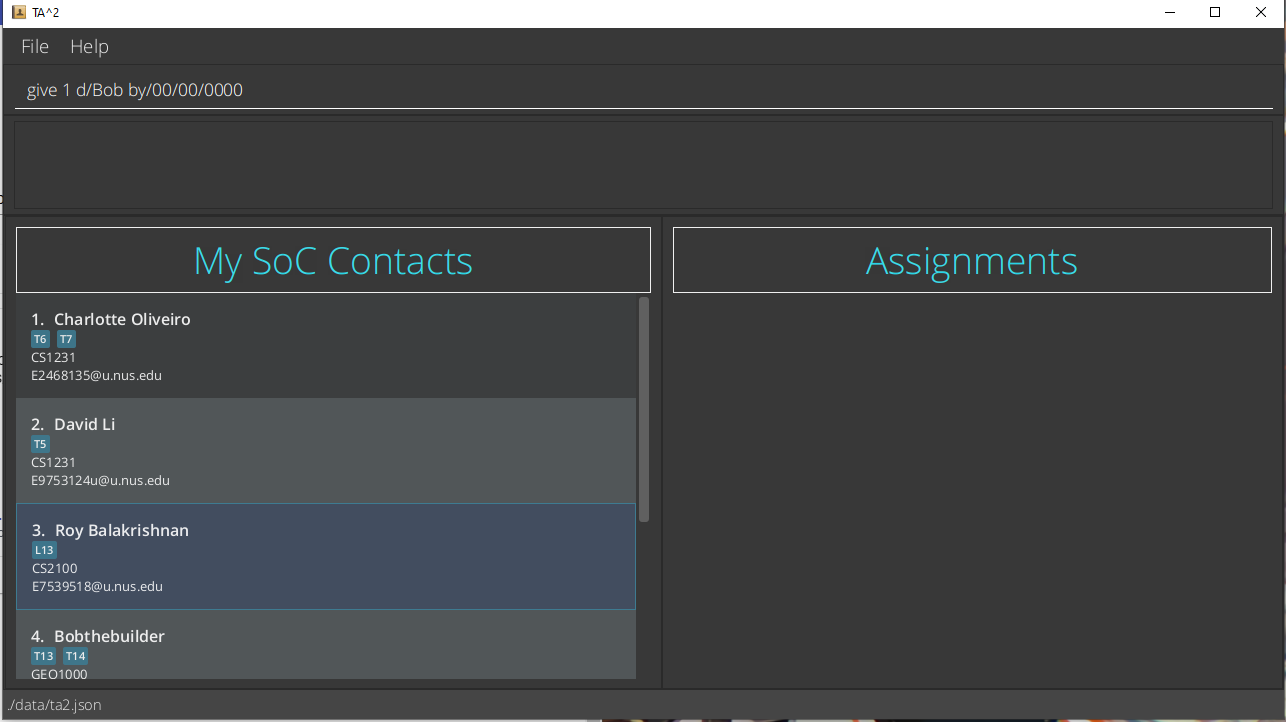 TA^2
File Help
give 1 d/Bob by/00/00/0000
My SoC Contacts
1. Charlotte Oliveiro
T6 T7
CS1231
E2468135@u.nus.edu
2. David Li
T5
CS1231
E9753124u@u.nus.edu
3. Roy Balakrishnan
L13
CS2100
E7539518@u.nus.edu
4. Bobthebuilder
T13 T14
GEO1000
Assignments
./data/ta2.json